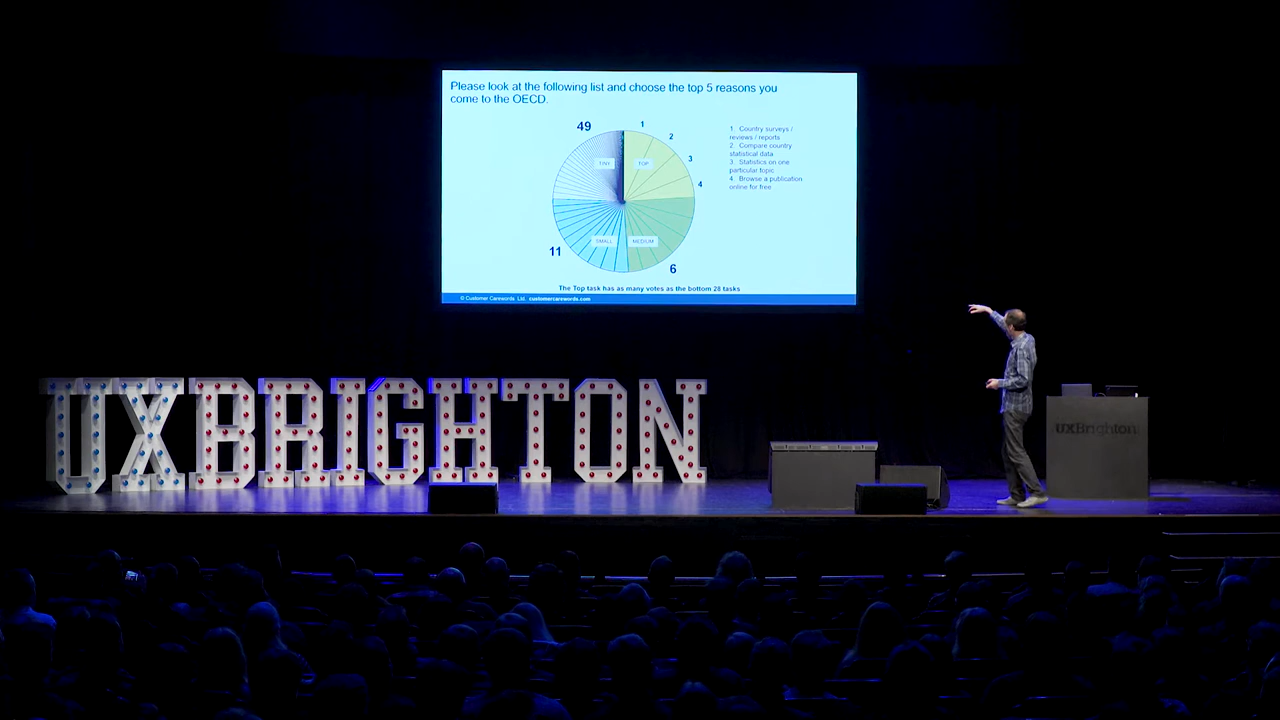 Please look at the following list and choose the top 5 reasons you
come to the OECD.
49
1
2
3
4
TINY
TOP
SMALL
MEDIUM
11
6
1. Country surveys /
reviews / reports
2. Compare country
statistical data
3. Statistics on one
particular topic
4. Browse a publication
online for free
The Top task has as many votes as the bottom 28 tasks
© Customer Carewords Ltd. customercarewords.com
UXBRIGHTON
UXBrighton